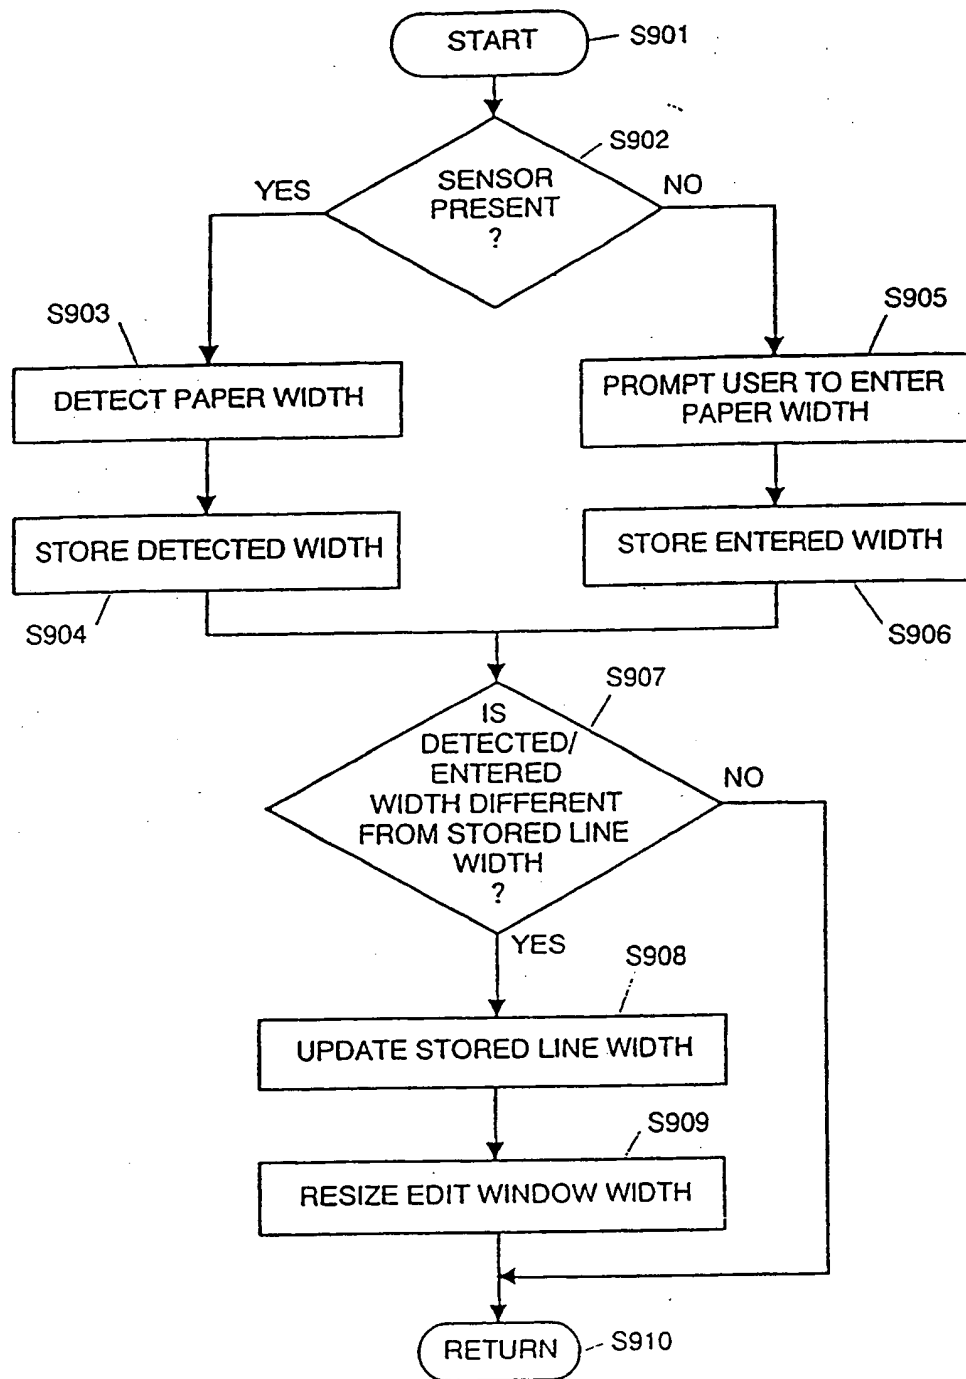 START
S901
S902
SENSOR
PRESENT
?
YES
NO
S903
S905
DETECT PAPER WIDTH
PROMPT USER TO ENTER
PAPER WIDTH
STORE DETECTED WIDTH
STORE ENTERED WIDTH
S904
S906
S907
IS
DETECTED/
ENTERED
WIDTH DIFFERENT
FROM STORED LINE
WIDTH
?
NO
YES
S908
UPDATE STORED LINE WIDTH
S909
RESIZE EDIT WINDOW WIDTH
RETURN
S910